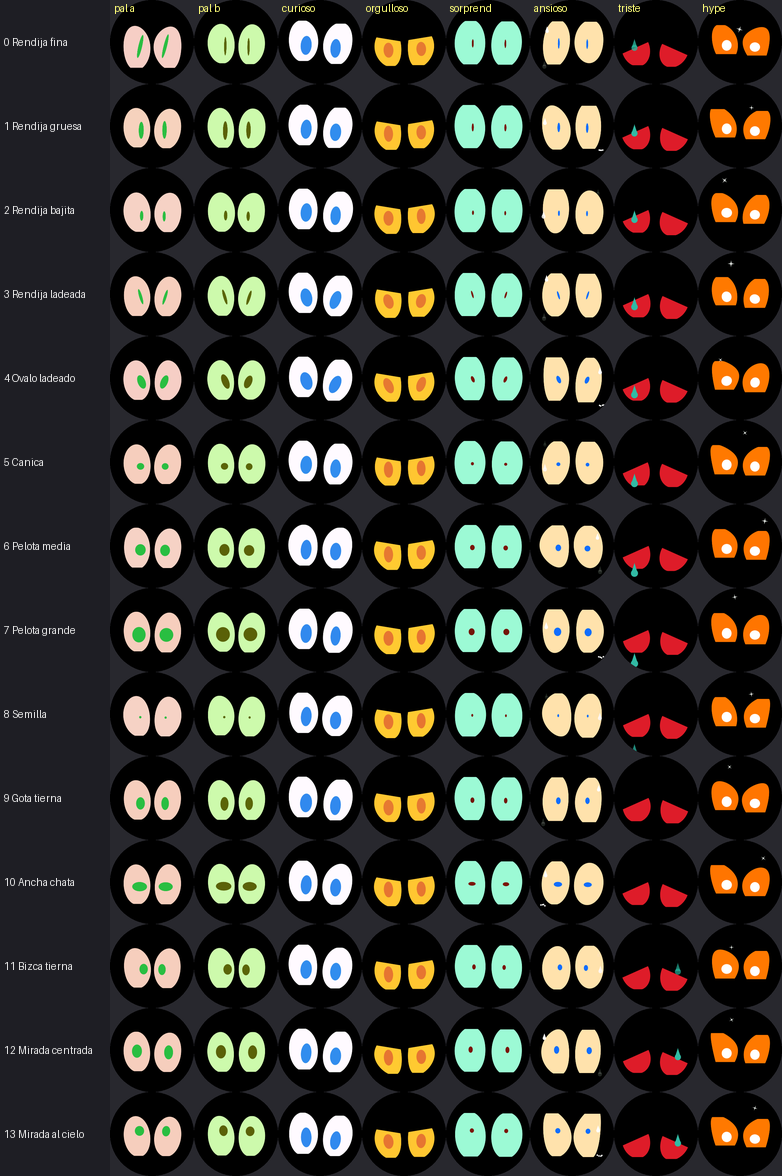 pal a pal b curioso orgulloso sorprend ansioso triste hype
0 Rendija fina
1 Rendija gruesa
2 Rendija bajita
3 Rendija ladeada
4 Ovalo ladeado
5 Canica
6 Pelota media
7 Pelota grande
8 Semilla
9 Gota tierna
10 Ancha chata
11 Bizca tierna
12 Mirada centrada
13 Mirada al cielo